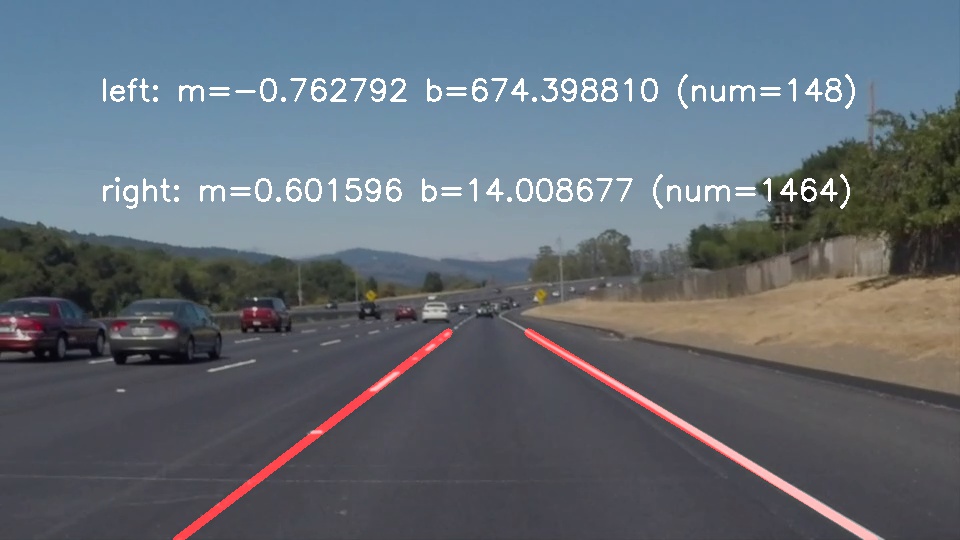 left: m=−0.762792 b=674.398810 (num=148)
right: m=0.601596 b=14.008677 (num=1464)